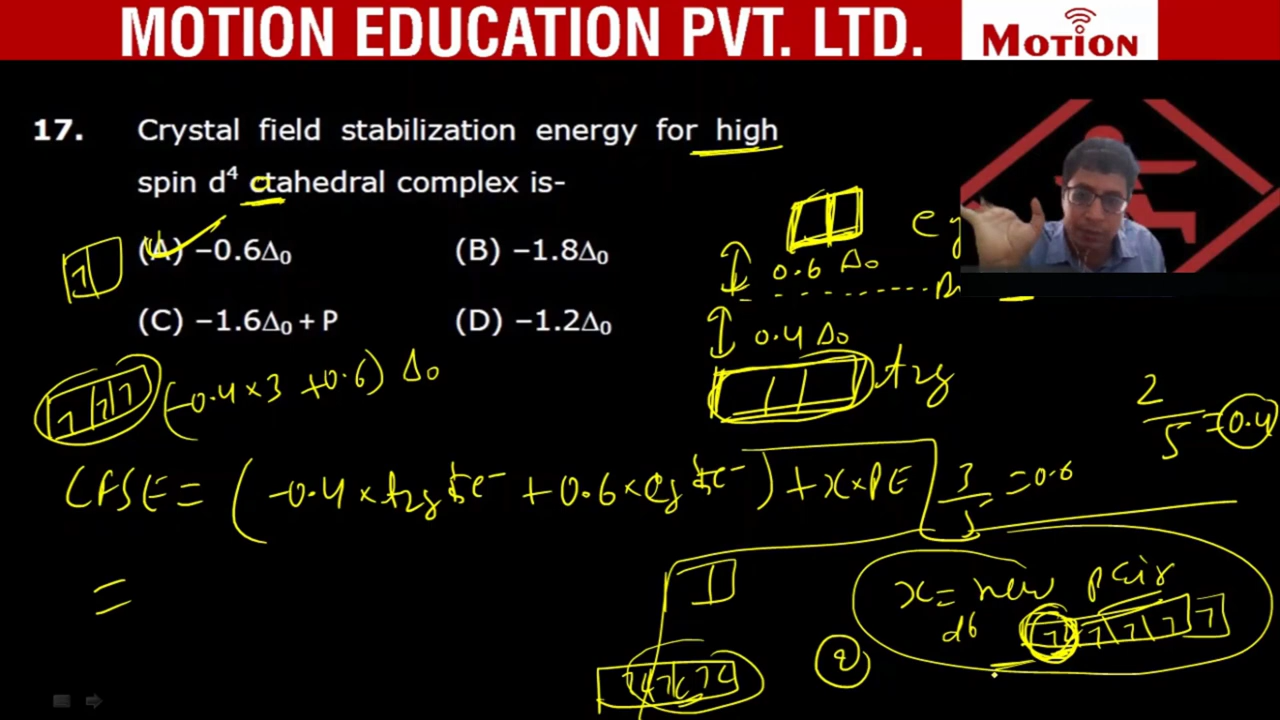 MOTION EDUCATION PVT. LTD.
MOTION
17. Crystal field stabilization energy for high
spin d⁴ ctahedral complex is-
(A) −0.6Δ₀ (B) −1.8Δ₀
(C) −1.6Δ₀ + P (D) −1.2Δ₀
0.6 Δ₀
0.4 Δ₀
t2g
(−0.4×3 +0.6) Δ₀
2/5 = 0.4
CFSE = (−0.4 × t2g e⁻ + 0.6 × eg e⁻) + x × PE
3/5 = 0.6
=
x = new pair
d6